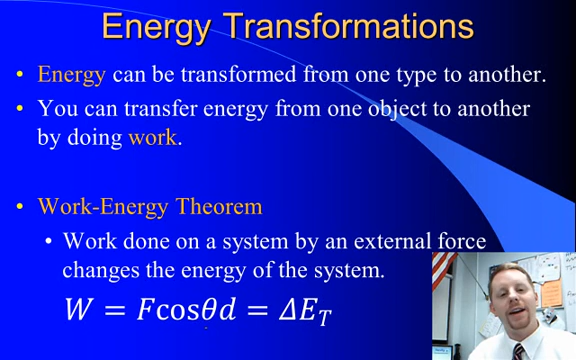 Energy Transformations
• Energy can be transformed from one type to another.
• You can transfer energy from one object to another
by doing work.
• Work-Energy Theorem
• Work done on a system by an external force
changes the energy of the system.
W = Fcosθd = ΔE_T